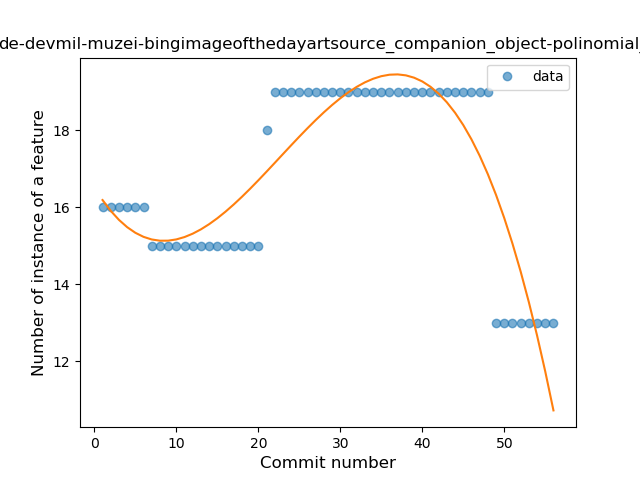 de-devmil-muzei-bingimageofthedayartsource_companion_object-polinomial_
data
Number of instance of a feature
18
16
14
12
0
10
20
30
40
50
Commit number